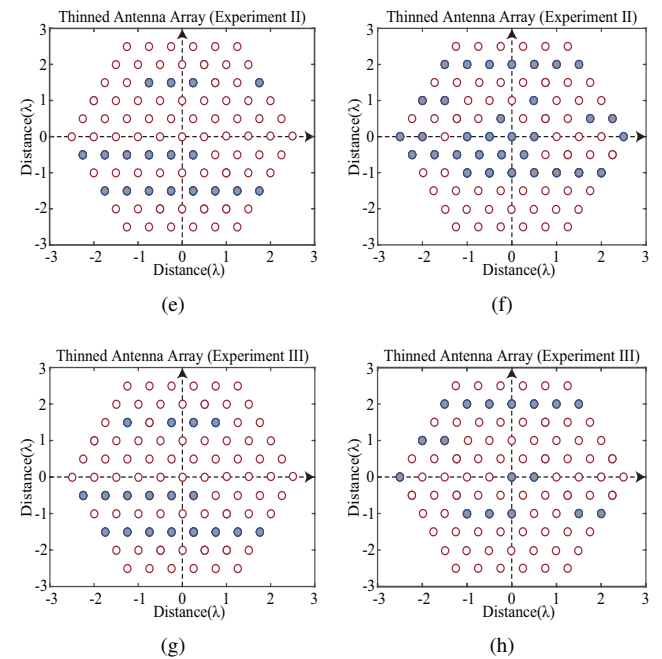 Thinned Antenna Array (Experiment II)
Distance(λ)
3
2
1
0
-1
-2
-3
-3 -2 -1 0 1 2 3
Distance(λ)
(e)
Thinned Antenna Array (Experiment II)
Distance(λ)
3
2
1
0
-1
-2
-3
-3 -2 -1 0 1 2 3
Distance(λ)
(f)
Thinned Antenna Array (Experiment III)
Distance(λ)
3
2
1
0
-1
-2
-3
-3 -2 -1 0 1 2 3
Distance(λ)
(g)
Thinned Antenna Array (Experiment III)
Distance(λ)
3
2
1
0
-1
-2
-3
-3 -2 -1 0 1 2 3
Distance(λ)
(h)